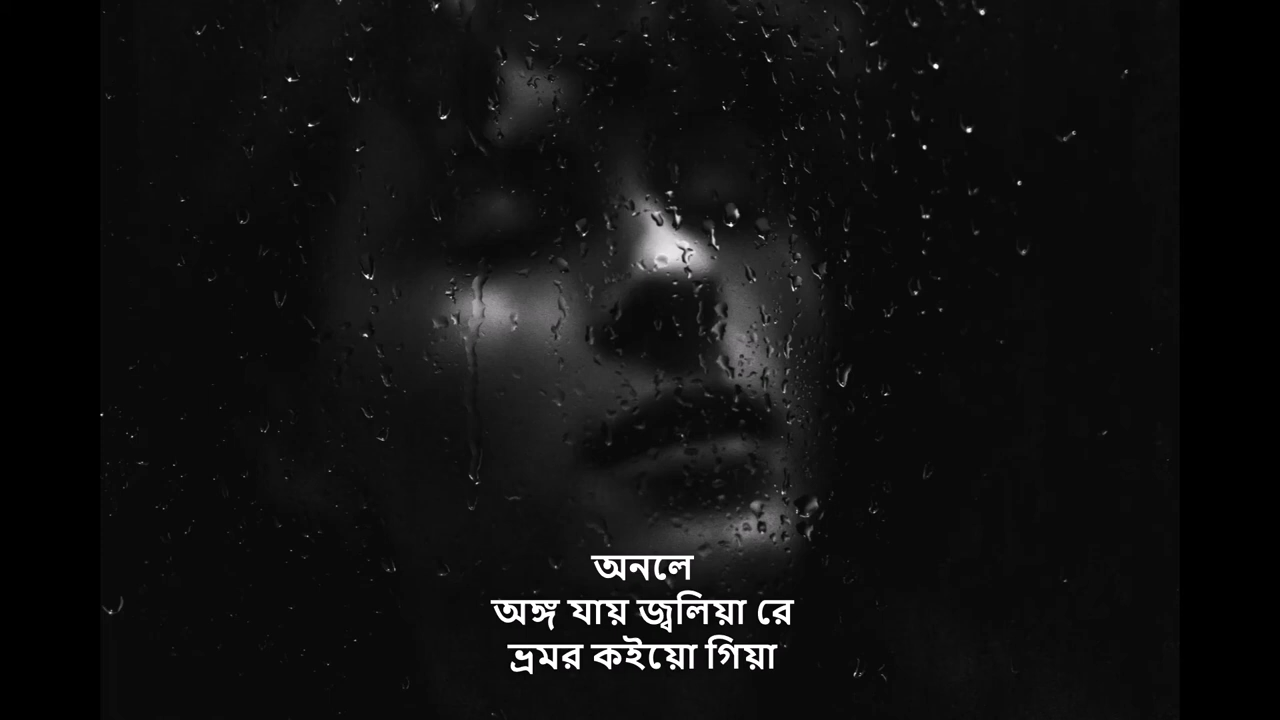 অনলে
অঙ্গ যায় জ্বলিয়া রে
ভ্রমর কইয়ো গিয়া